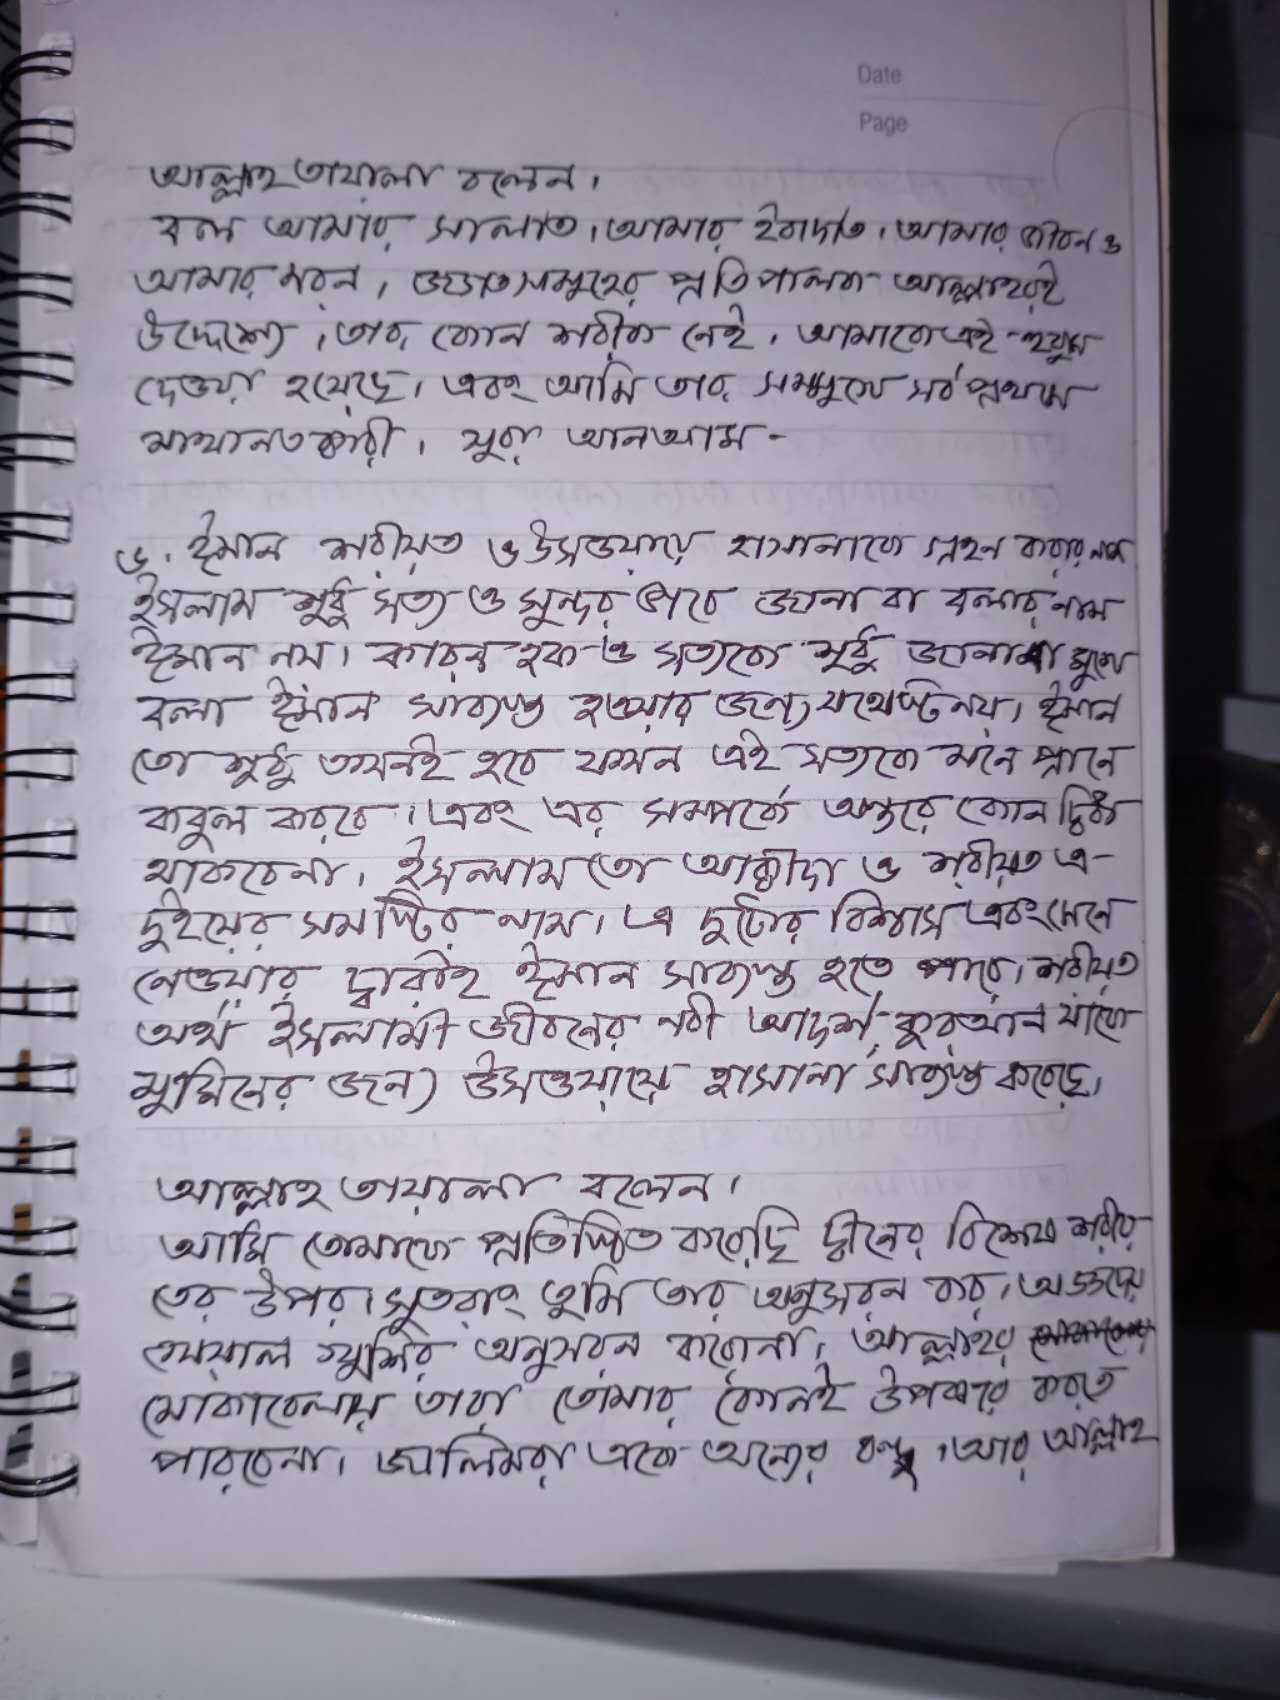 Date
Page
আল্লাহ তায়ালা বলেন।
বল আমার সালাত, আমার ইবাদত, আমার জীবন ও
আমার মরন, জগতসমুহের প্রতিপালক আল্লাহরই
উদ্দেশ্যে, তার কোন শরীক নেই, আমাকে এই হুকুম
দেওয়া হয়েছে, এবং আমি তার সম্মুখে সর্ব প্রথমে
মাথানতকারী, সুরা আনআম -
৬. ঈমান শরীয়ত ও উসওয়ায়ে হাসানাকে গ্রহন করার নাম
ইসলাম শুধু সত্য ও সুন্দর ভাবে জানা বা বলার নাম
ঈমান নয়। কারন হক ও সত্যকে শুধু জানা বা মুখে
বলা ঈমান সাব্যস্ত হওয়ার জন্য যথেষ্ট নয়, ঈমান
তো শুধু তখনই হবে যখন এই সত্যকে মনে প্রানে
কবুল করবে, এবং এর সম্পর্কে অন্তরে কোন দ্বিধা
থাকবেনা, ইসলাম তো আক্বীদা ও শরীয়ত এ-
দুইয়ের সমষ্টির নাম, এ দুটোর বিশ্বাস এবং মেনে
নেওয়ার দ্বারাই ঈমান সাব্যস্ত হতে পারে, শরীয়ত
অর্থ ইসলামী জীবনের নবী আদর্শ, কুরআন যাকে
মুমিনের জন্য উসওয়ায়ে হাসানা সাব্যস্ত করেছে,
আল্লাহ তায়ালা বলেন,
আমি তোমাকে প্রতিষ্ঠিত করেছি দ্বীনের বিশেষ শরীয়
তের উপর, সুতরাং তুমি তার অনুসরন কর, অজ্ঞদের
খেয়াল খুশির অনুসরন করোনা, আল্লাহর
মোকাবেলায় তারা তোমার কোনই উপকার করতে
পারবেনা, জালিমরা একে অন্যের বন্ধু, আর আল্লাহ